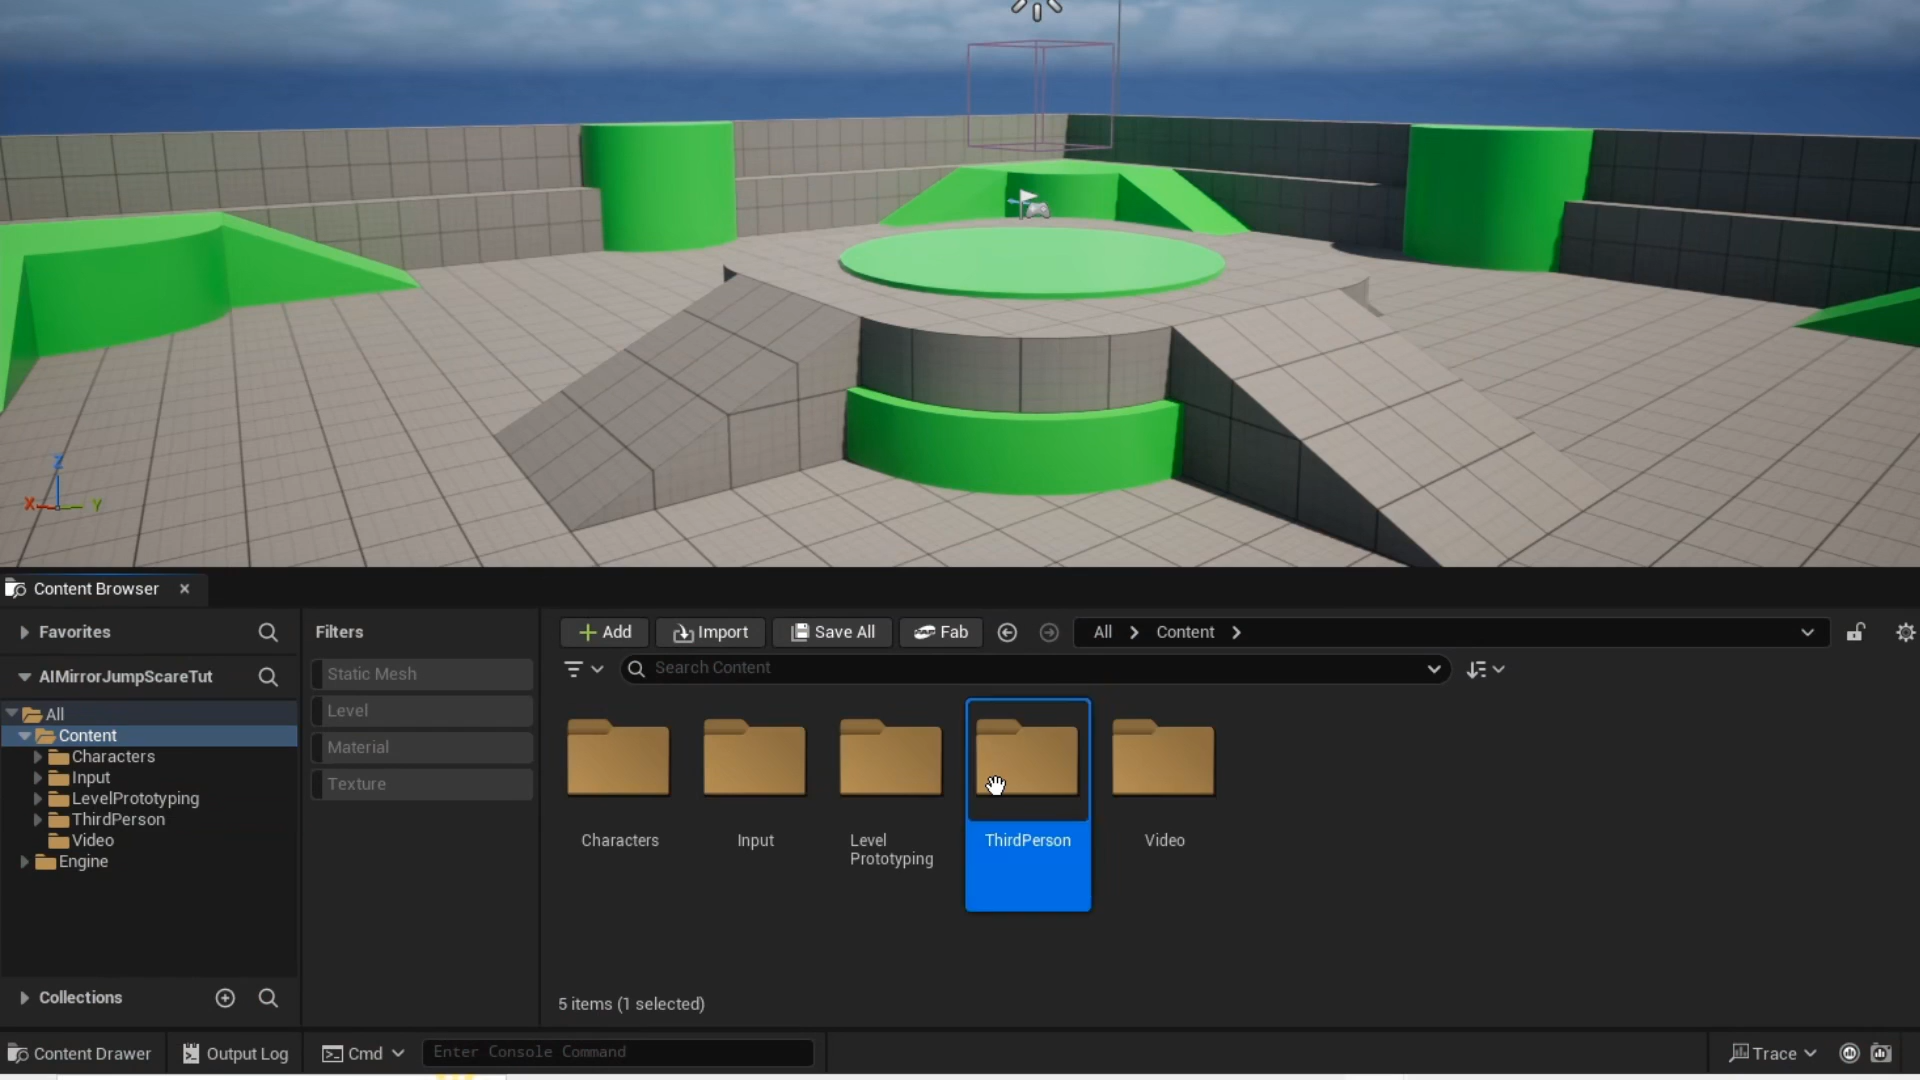 Z
X
Y
Content Browser
Favorites
Filters
Add
Import
Save All
Fab
All
Content
AIMirrorJumpScareTut
Static Mesh
Search Content
All
Level
Content
Characters
Material
Input
Texture
LevelPrototyping
ThirdPerson
Video
Engine
Characters
Input
Level
Prototyping
ThirdPerson
Video
Collections
5 items (1 selected)
Content Drawer
Output Log
Cmd
Enter Console Command
Trace